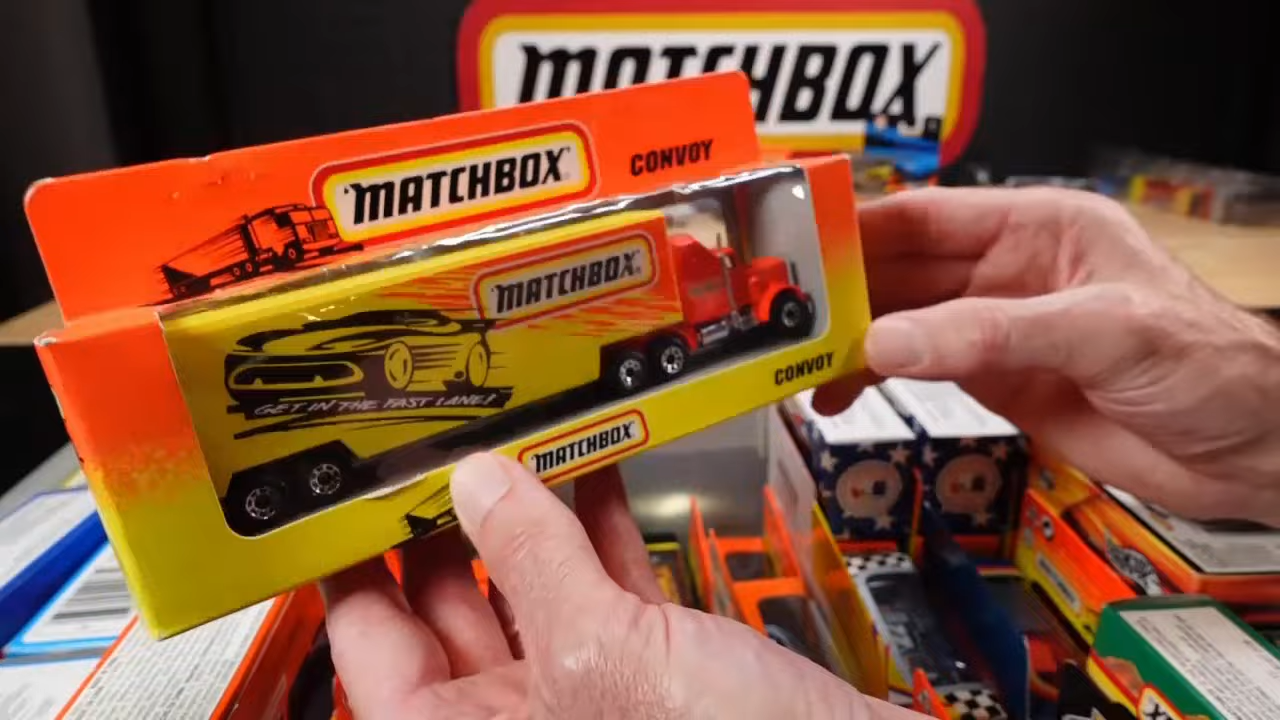 MATCHBOX
MATCHBOX
CONVOY
MATCHBOX
GET IN THE FAST LANE!
CONVOY
MATCHBOX